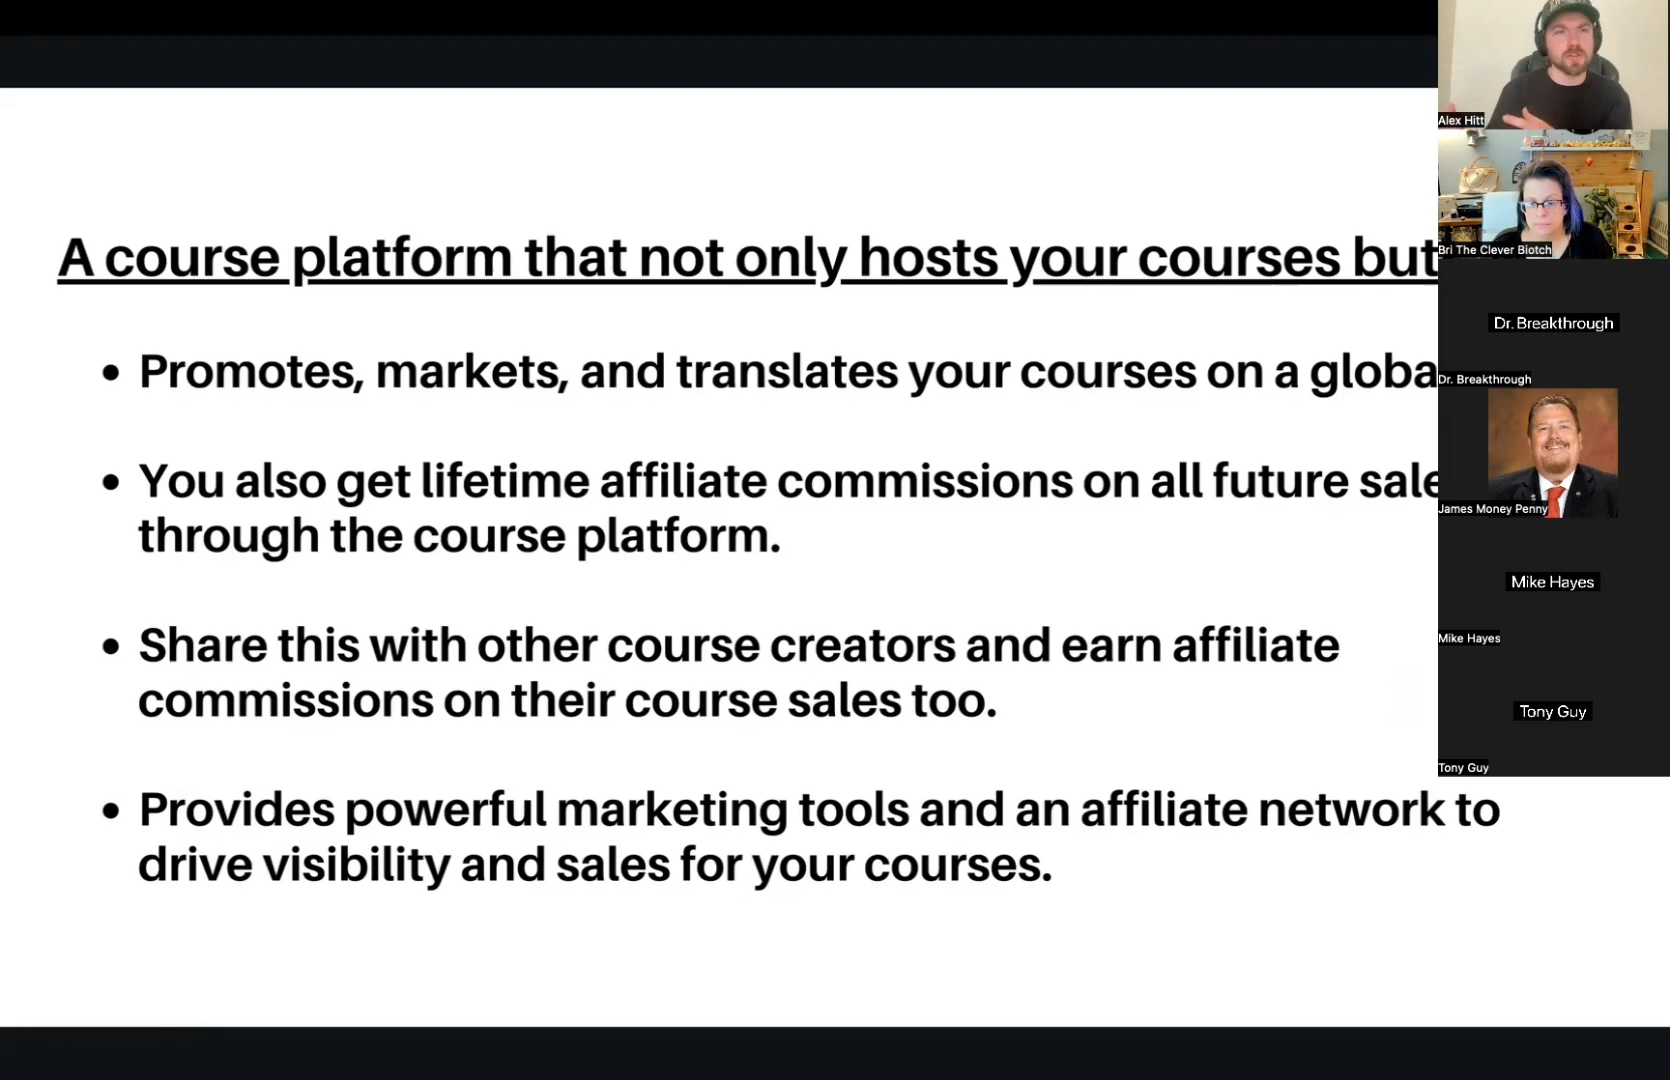 A course platform that not only hosts your courses but
Promotes, markets, and translates your courses on a globa
You also get lifetime affiliate commissions on all future sale
through the course platform.
Share this with other course creators and earn affiliate
commissions on their course sales too.
Provides powerful marketing tools and an affiliate network to
drive visibility and sales for your courses.
Alex Hitt
Bri The Clever Biotch
Dr. Breakthrough
Dr. Breakthrough
James Money Penny
Mike Hayes
Mike Hayes
Tony Guy
Tony Guy